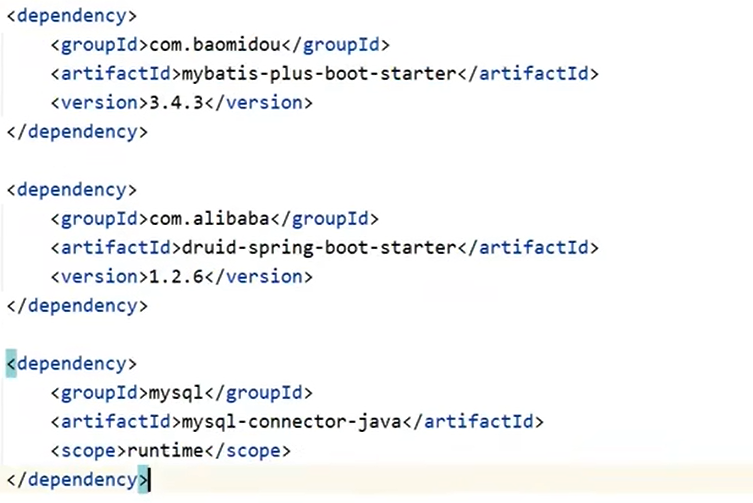 <dependency>
    <groupId>com.baomidou</groupId>
    <artifactId>mybatis-plus-boot-starter</artifactId>
    <version>3.4.3</version>
</dependency>

<dependency>
    <groupId>com.alibaba</groupId>
    <artifactId>druid-spring-boot-starter</artifactId>
    <version>1.2.6</version>
</dependency>

<dependency>
    <groupId>mysql</groupId>
    <artifactId>mysql-connector-java</artifactId>
    <scope>runtime</scope>
</dependency>